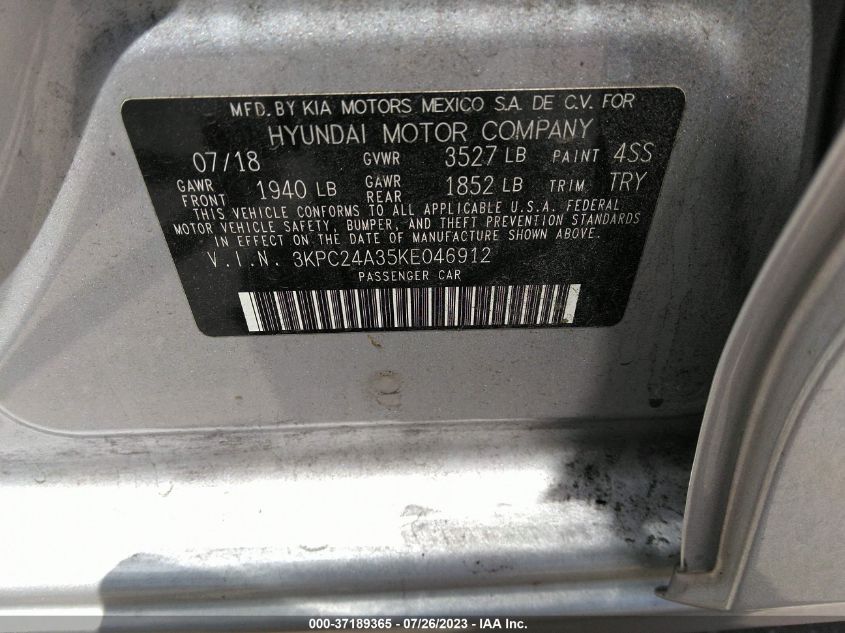 MFD. BY KIA MOTORS MEXICO S.A. DE C.V. FOR
HYUNDAI MOTOR COMPANY
07/18 GVWR 3527 LB PAINT 4SS
GAWR FRONT 1940 LB GAWR REAR 1852 LB TRIM TRY
THIS VEHICLE CONFORMS TO ALL APPLICABLE U.S.A. FEDERAL
MOTOR VEHICLE SAFETY, BUMPER, AND THEFT PREVENTION STANDARDS
IN EFFECT ON THE DATE OF MANUFACTURE SHOWN ABOVE.
V.I.N. 3KPC24A35KE046912
PASSENGER CAR
000-37189365 - 07/26/2023 - IAA Inc.